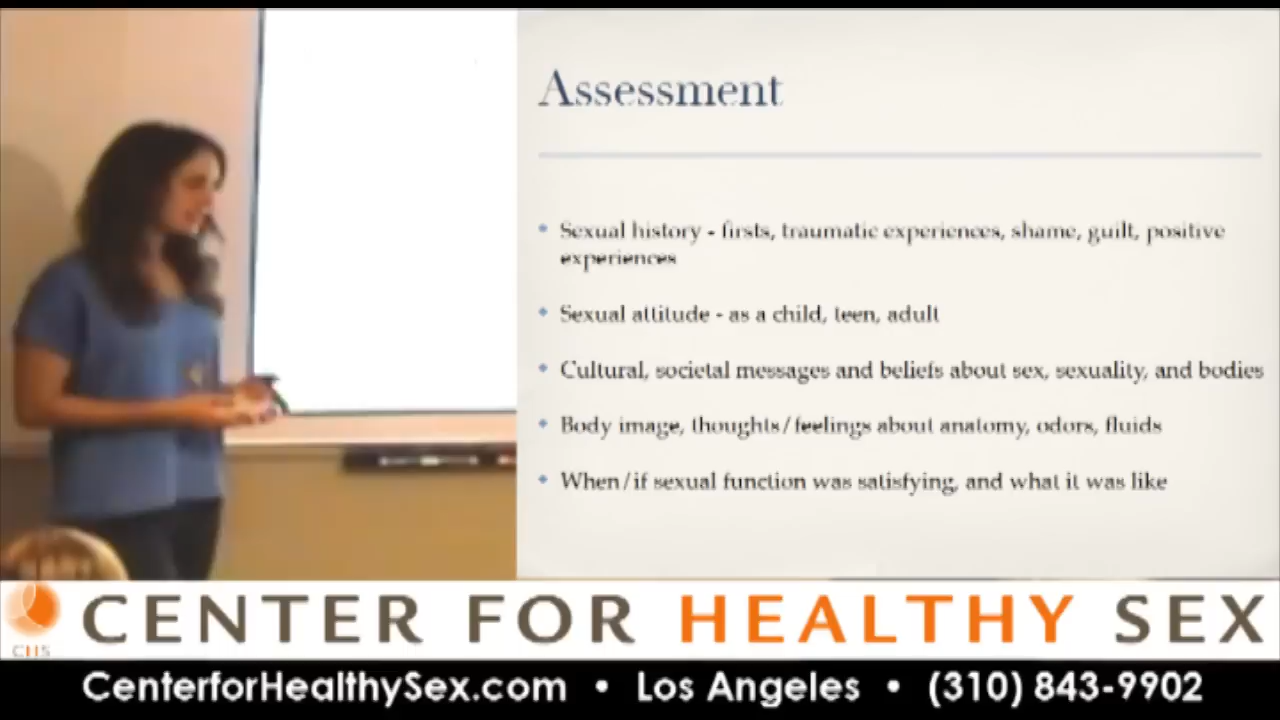 Assessment
Sexual history - firsts, traumatic experiences, shame, guilt, positive
experiences
Sexual attitude - as a child, teen, adult
Cultural, societal messages and beliefs about sex, sexuality, and bodies
Body image, thoughts/feelings about anatomy, odors, fluids
When/if sexual function was satisfying, and what it was like
CENTER FOR HEALTHY SEX
CHS
CenterforHealthySex.com • Los Angeles • (310) 843-9902